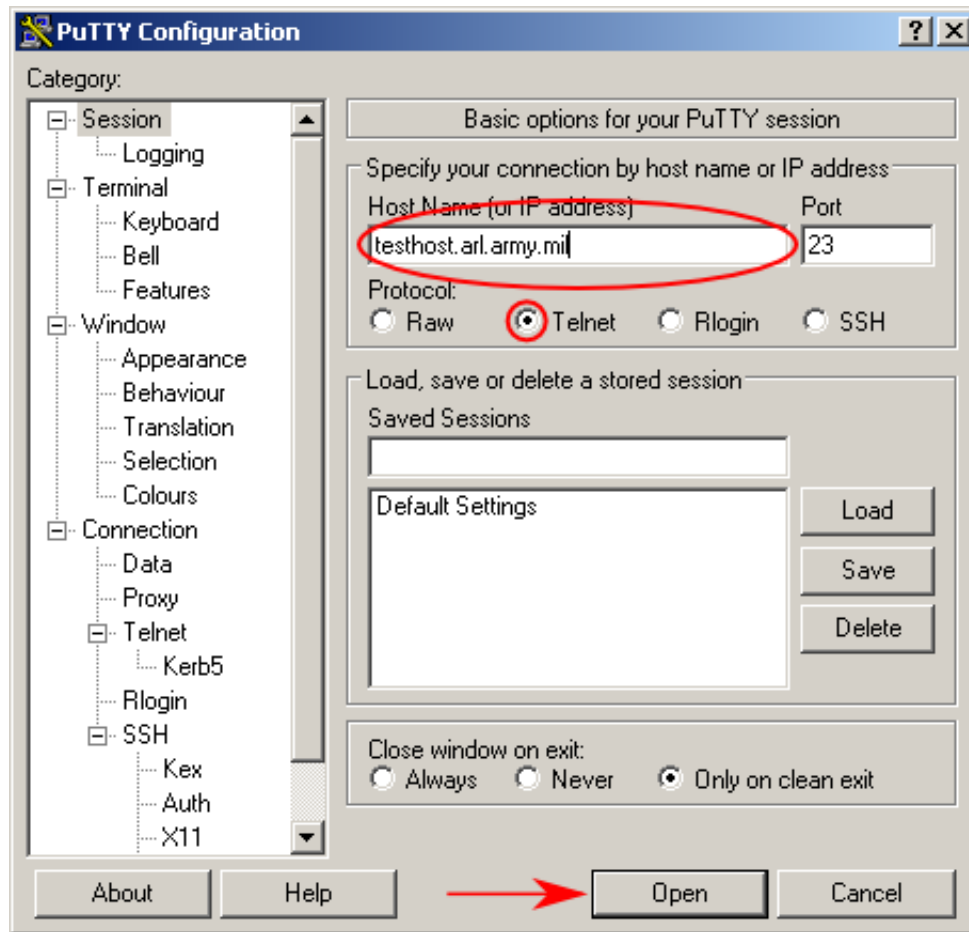 PuTTY Configuration
?
Category:
Session
Logging
Terminal
Keyboard
Bell
Features
Window
Appearance
Behaviour
Translation
Selection
Colours
Connection
Data
Proxy
Telnet
Kerb5
Rlogin
SSH
Kex
Auth
X11
Basic options for your PuTTY session
Specify your connection by host name or IP address
Host Name (or IP address) Port
testhost.arl.army.mil 23
Protocol:
Raw Telnet Rlogin SSH
Load, save or delete a stored session
Saved Sessions
Default Settings
Load
Save
Delete
Close window on exit:
Always Never Only on clean exit
About Help Open Cancel